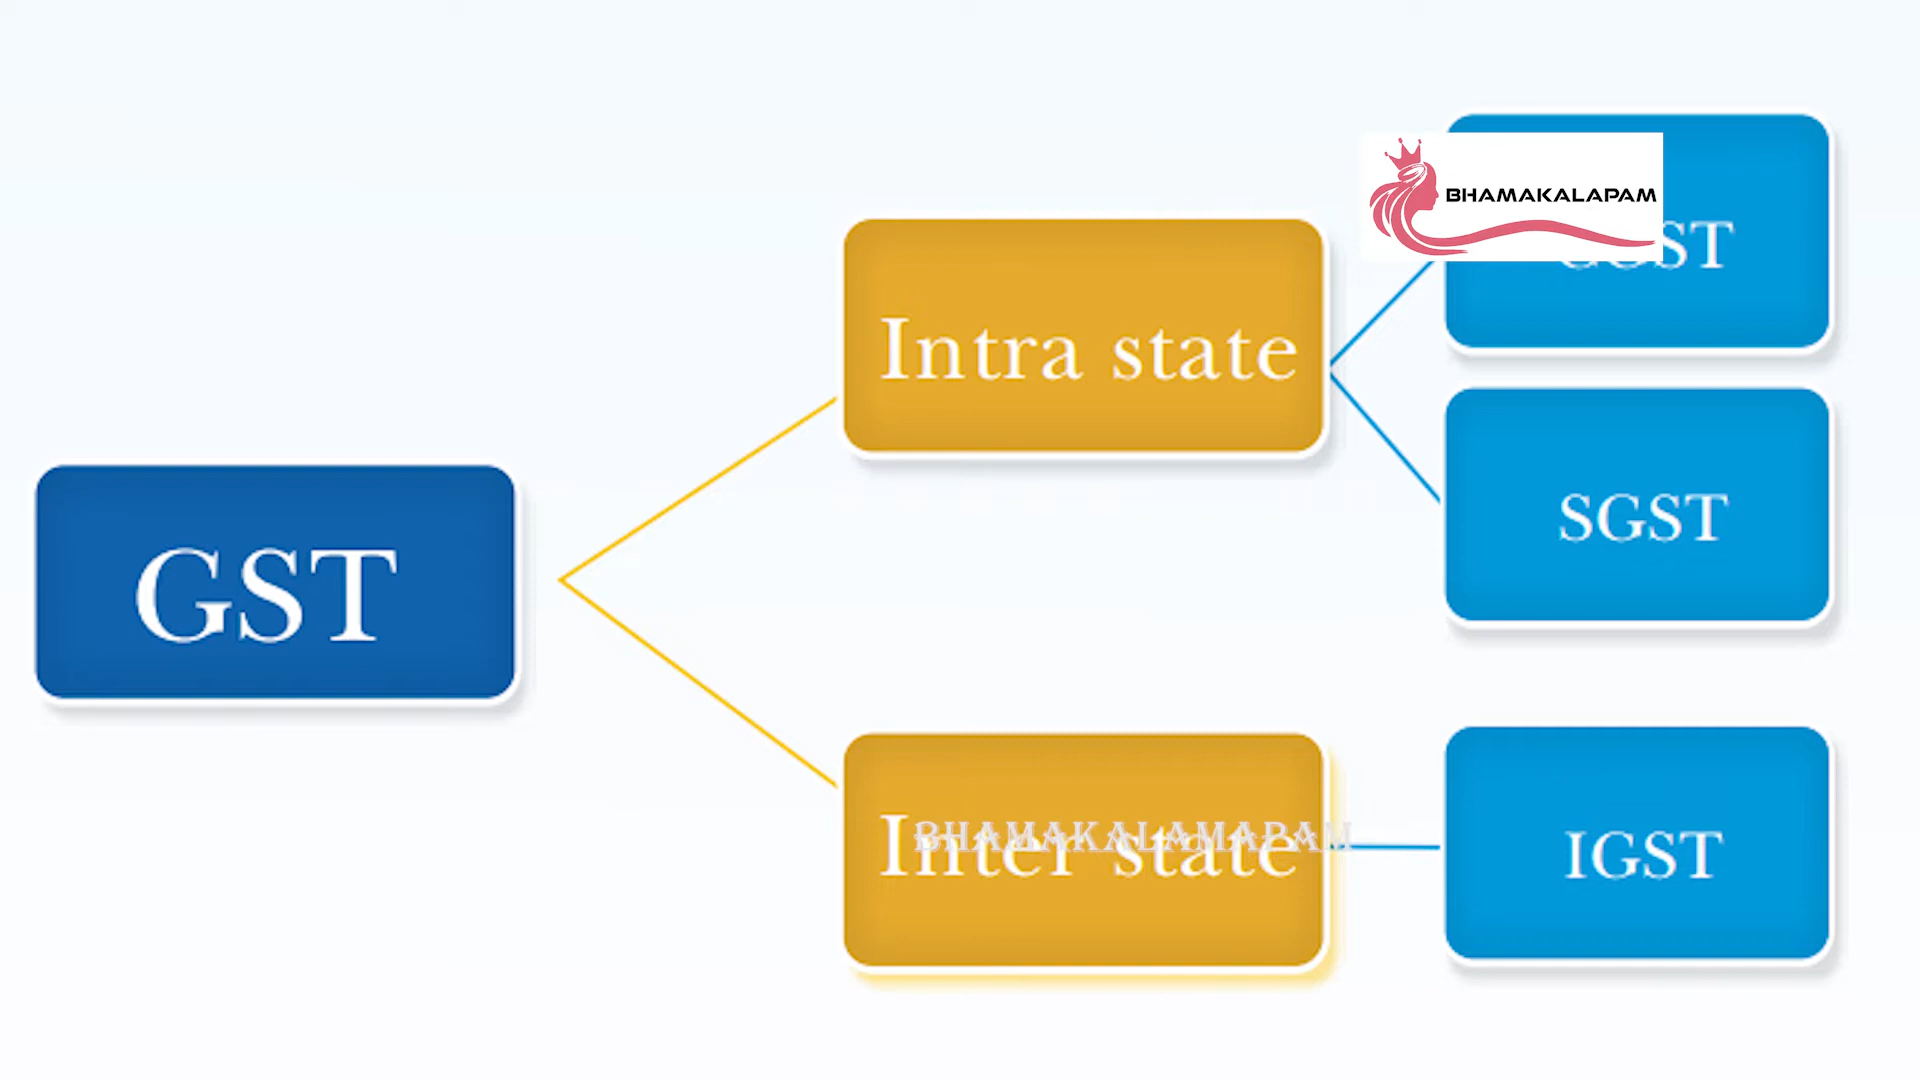 BHAMAKALAPAM
Intra state
SGST
GST
BHAMAKALAMAPAM
Inter state
IGST